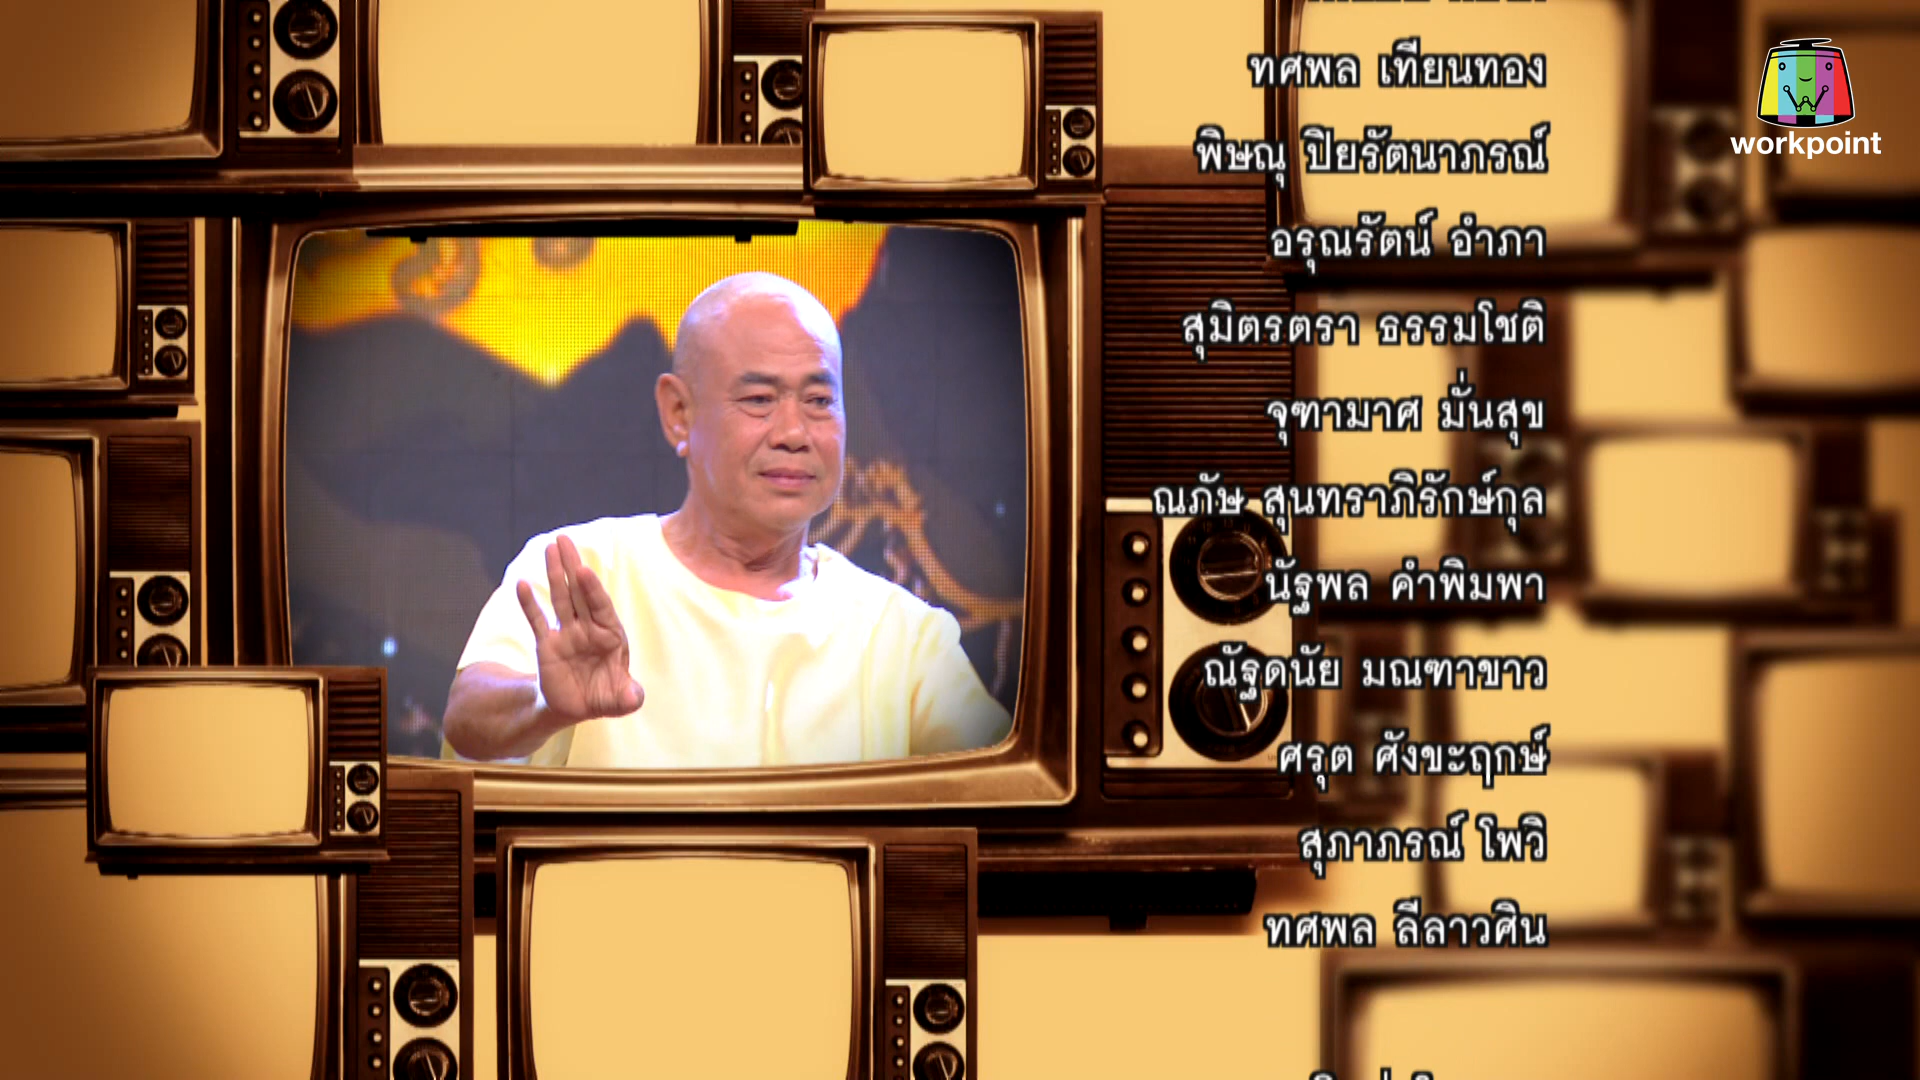 ทศพล เทียนทอง
พิษณุ ปิยรัตนาภรณ์
อรุณรัตน์ อำภา
สุมิตรตรา ธรรมโชติ
จุฑามาศ มั่นสุข
ณภัษ สุนทราภิรักษ์กุล
นัฐพล คำพิมพา
ณัฐดนัย มณฑาขาว
ศรุต ศังขะฤกษ์
สุภาภรณ์ โพวิ
ทศพล ลีลาวศิน
workpoint